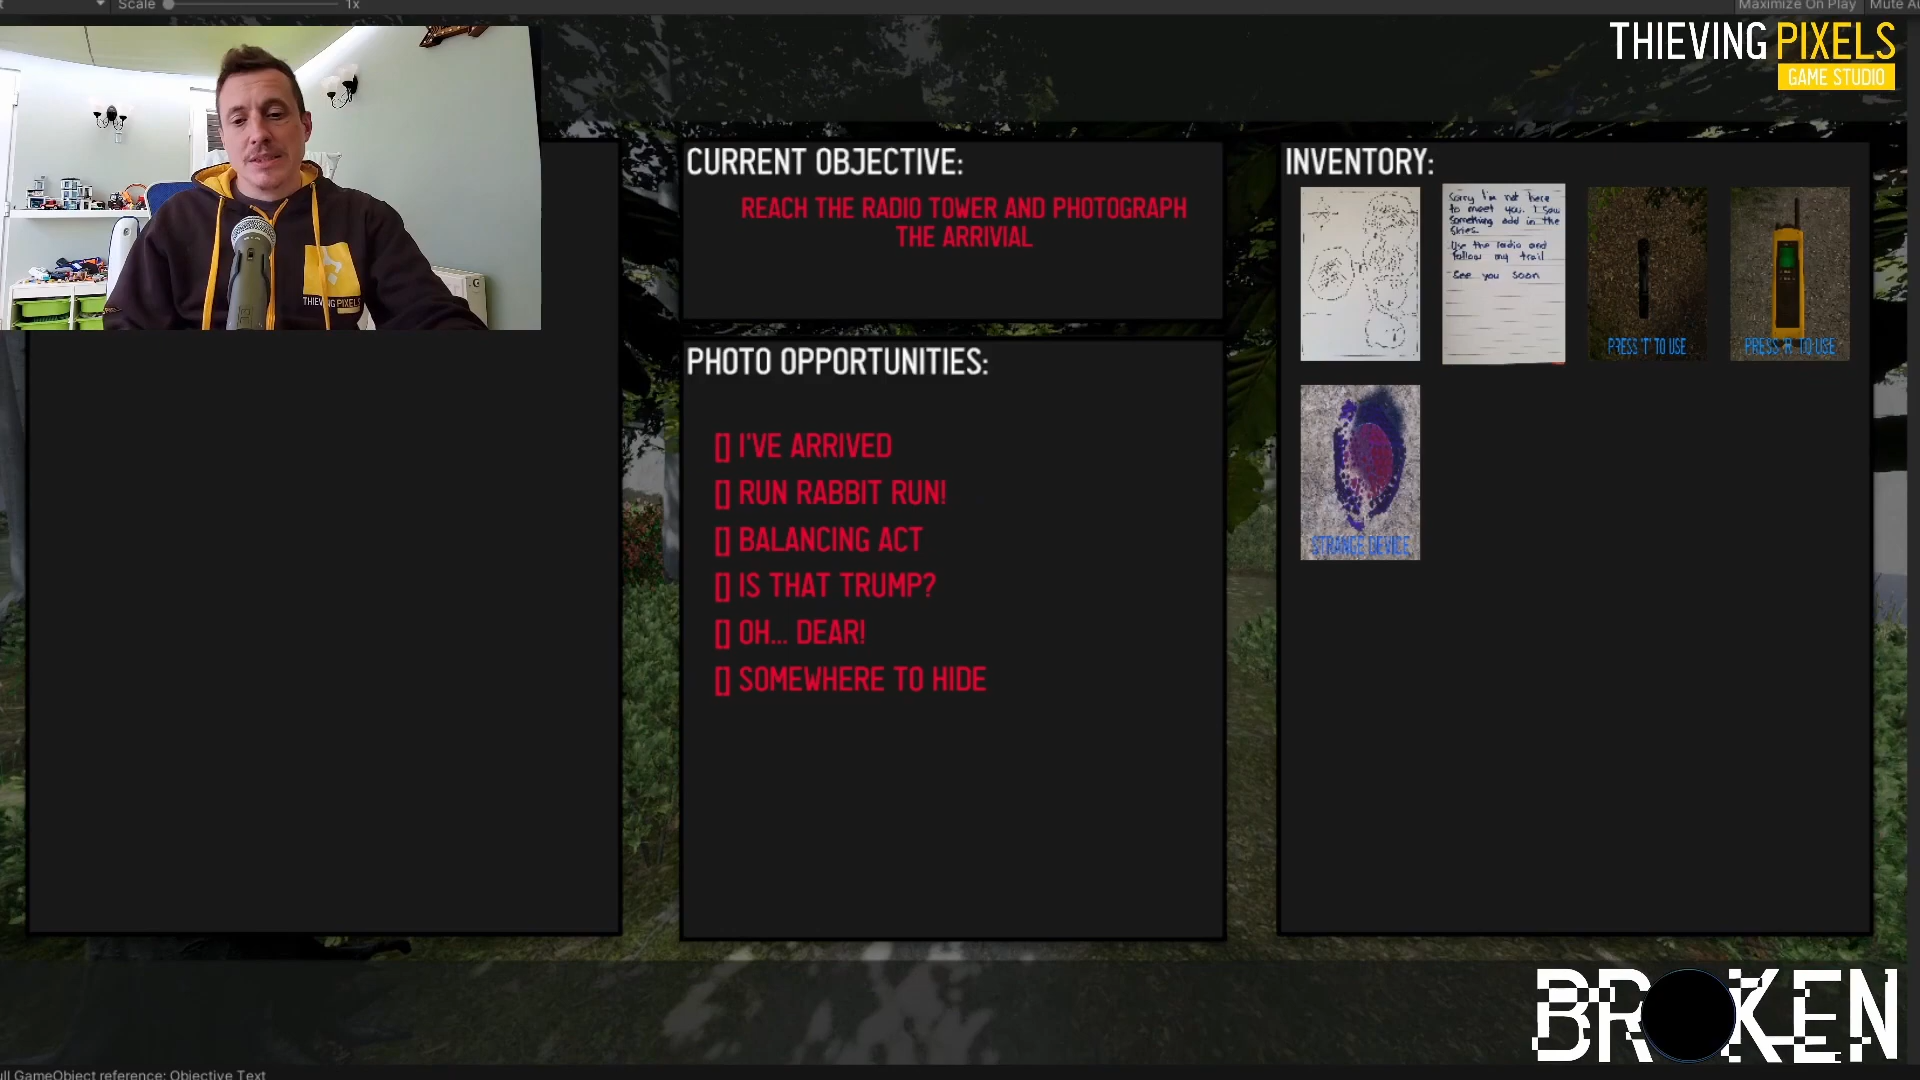 Scale 1x
Maximize On Play
THIEVING PIXELS
GAME STUDIO
CURRENT OBJECTIVE:
REACH THE RADIO TOWER AND PHOTOGRAPH
THE ARRIVIAL
PHOTO OPPORTUNITIES:
[] I'VE ARRIVED
[] RUN RABBIT RUN!
[] BALANCING ACT
[] IS THAT TRUMP?
[] OH... DEAR!
[] SOMEWHERE TO HIDE
INVENTORY:
Sorry I'm not here
to meet you. I saw
something odd in the
skies.
Use the radio and
follow my trail
See you soon
PRESS 'T' TO USE
PRESS 'R' TO USE
STRANGE DEVICE
THIEVING PIXELS
BROKEN
GameObject reference: Objective Text